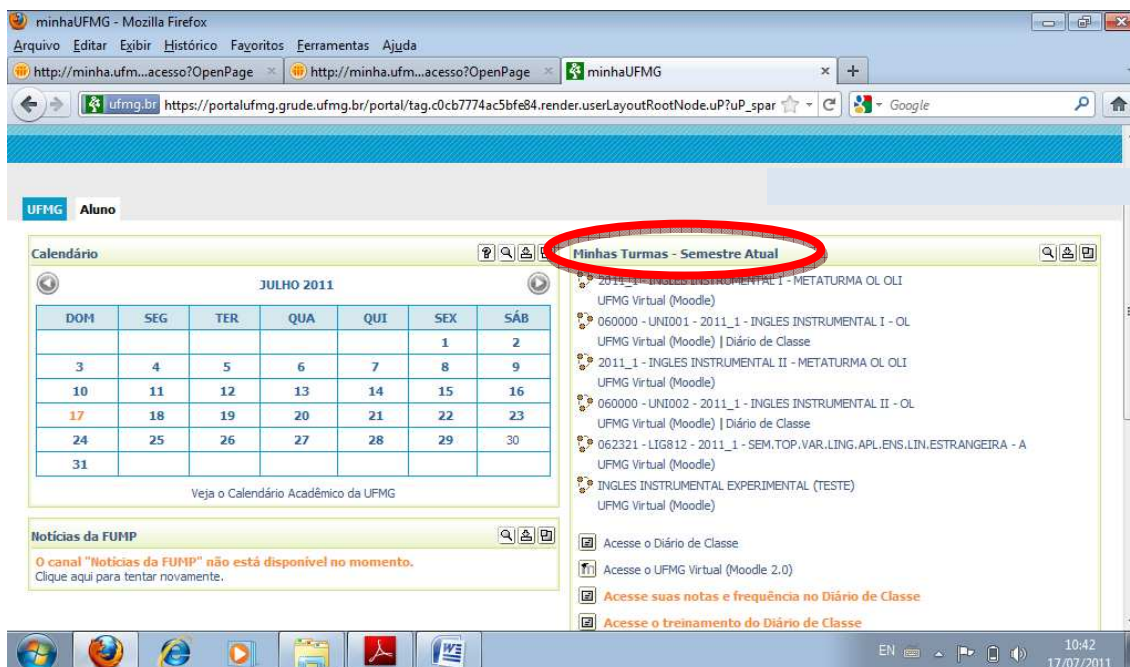 minhaUFMG - Mozilla Firefox
Arquivo Editar Exibir Histórico Favoritos Ferramentas Ajuda
http://minha.ufm...acesso?OpenPage http://minha.ufm...acesso?OpenPage minhaUFMG
ufmg.br https://portalufmg.grude.ufmg.br/portal/tag.c0cb7774ac5bfe84.render.userLayoutRootNode.uP?uP_spar Google
UFMG Aluno
Calendário
JULHO 2011
DOM SEG TER QUA QUI SEX SÁB
1 2
3 4 5 6 7 8 9
10 11 12 13 14 15 16
17 18 19 20 21 22 23
24 25 26 27 28 29 30
31
Veja o Calendário Acadêmico da UFMG
Notícias da FUMP
O canal "Notícias da FUMP" não está disponível no momento.
Clique aqui para tentar novamente.
Minhas Turmas - Semestre Atual
2011_1 - INGLES INSTRUMENTAL I - METATURMA OL OLI
UFMG Virtual (Moodle)
060000 - UNI001 - 2011_1 - INGLES INSTRUMENTAL I - OL
UFMG Virtual (Moodle) | Diário de Classe
2011_1 - INGLES INSTRUMENTAL II - METATURMA OL OLI
UFMG Virtual (Moodle)
060000 - UNI002 - 2011_1 - INGLES INSTRUMENTAL II - OL
UFMG Virtual (Moodle) | Diário de Classe
062321 - LIG812 - 2011_1 - SEM.TOP.VAR.LING.APL.ENS.LIN.ESTRANGEIRA - A
UFMG Virtual (Moodle)
INGLES INSTRUMENTAL EXPERIMENTAL (TESTE)
UFMG Virtual (Moodle)
Acesse o Diário de Classe
Acesse o UFMG Virtual (Moodle 2.0)
Acesse suas notas e frequência no Diário de Classe
Acesse o treinamento do Diário de Classe
EN 10:42
17/07/2011